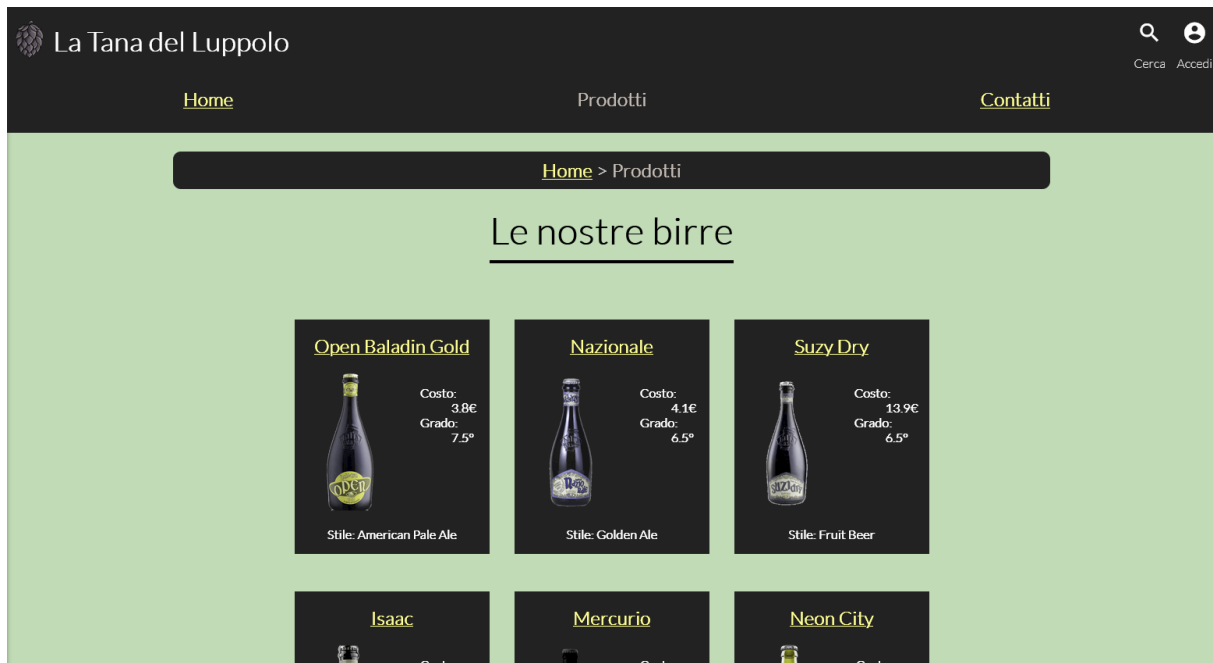 La Tana del Luppolo
Cerca Accedi
Home Prodotti Contatti
Home > Prodotti
Le nostre birre
Open Baladin Gold
Costo:
3.8€
Grado:
7.5°
OPEN
Stile: American Pale Ale
Nazionale
Costo:
4.1€
Grado:
6.5°
Stile: Golden Ale
Suzy Dry
Costo:
13.9€
Grado:
6.5°
Stile: Fruit Beer
Isaac
Mercurio
Neon City